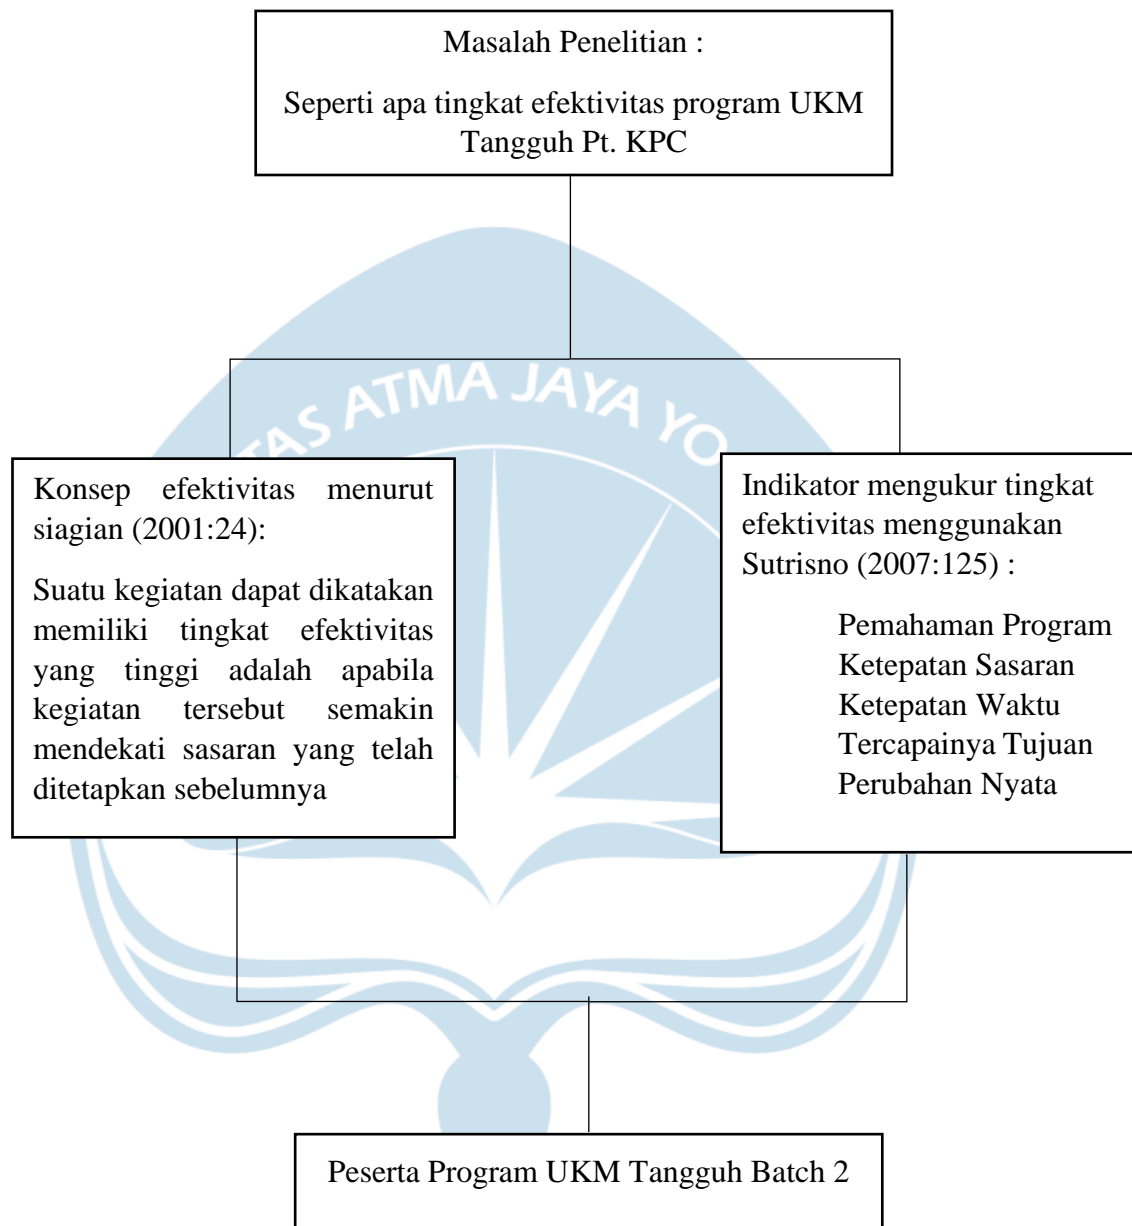 Masalah Penelitian :
Seperti apa tingkat efektivitas program UKM
Tangguh Pt. KPC
TAS ATMA JAYA YO
Konsep efektivitas menurut
siagian (2001:24):
Suatu kegiatan dapat dikatakan
memiliki tingkat efektivitas
yang tinggi adalah apabila
kegiatan tersebut semakin
mendekati sasaran yang telah
ditetapkan sebelumnya
Indikator mengukur tingkat
efektivitas menggunakan
Sutrisno (2007:125) :
Pemahaman Program
Ketepatan Sasaran
Ketepatan Waktu
Tercapainya Tujuan
Perubahan Nyata
Peserta Program UKM Tangguh Batch 2